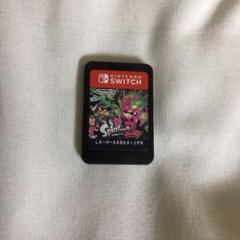 NINTENDO
SWITCH
Splatoon
LA-H-AAB6A-JPN